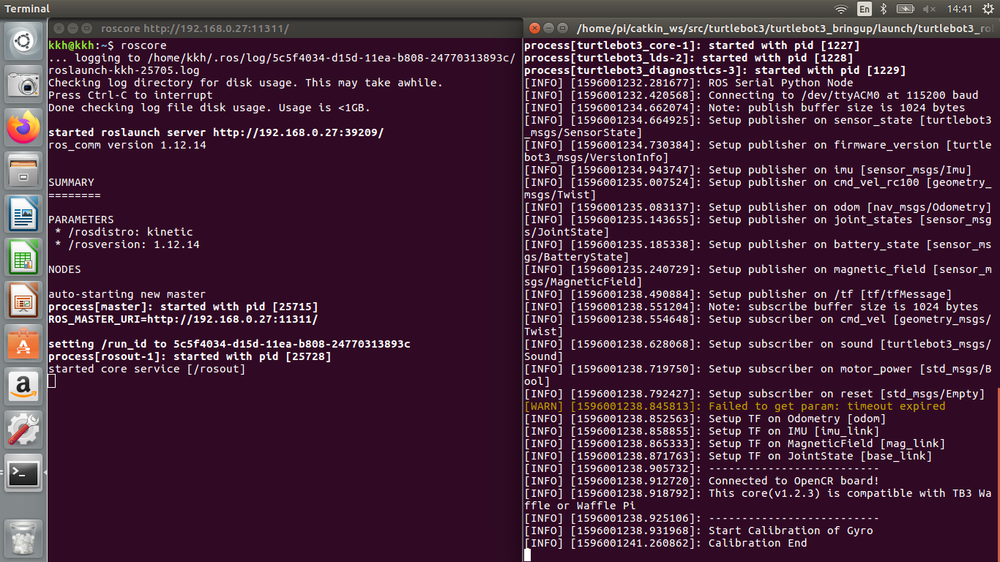 Terminal
En
14:41
roscore http://192.168.0.27:11311/
kkh@kkh:~$ roscore
... logging to /home/kkh/.ros/log/5c5f4034-d15d-11ea-b808-24770313893c/
roslaunch-kkh-25705.log
Checking log directory for disk usage. This may take awhile.
Press Ctrl-C to interrupt
Done checking log file disk usage. Usage is <1GB.
started roslaunch server http://192.168.0.27:39209/
ros_comm version 1.12.14
SUMMARY
========
PARAMETERS
* /rosdistro: kinetic
* /rosversion: 1.12.14
NODES
auto-starting new master
process[master]: started with pid [25715]
ROS_MASTER_URI=http://192.168.0.27:11311/
setting /run_id to 5c5f4034-d15d-11ea-b808-24770313893c
process[rosout-1]: started with pid [25728]
started core service [/rosout]
/home/pi/catkin_ws/src/turtlebot3/turtlebot3_bringup/launch/turtlebot3_ro
process[turtlebot3_core-1]: started with pid [1227]
process[turtlebot3_lds-2]: started with pid [1228]
process[turtlebot3_diagnostics-3]: started with pid [1229]
[INFO] [1596001232.281677]: ROS Serial Python Node
[INFO] [1596001232.420568]: Connecting to /dev/ttyACM0 at 115200 baud
[INFO] [1596001234.662074]: Note: publish buffer size is 1024 bytes
[INFO] [1596001234.664925]: Setup publisher on sensor_state [turtlebot3
_msgs/SensorState]
[INFO] [1596001234.730384]: Setup publisher on firmware_version [turtle
bot3_msgs/VersionInfo]
[INFO] [1596001234.943747]: Setup publisher on imu [sensor_msgs/Imu]
[INFO] [1596001235.007524]: Setup publisher on cmd_vel_rc100 [geometry_
msgs/Twist]
[INFO] [1596001235.083137]: Setup publisher on odom [nav_msgs/Odometry]
[INFO] [1596001235.143655]: Setup publisher on joint_states [sensor_msg
s/JointState]
[INFO] [1596001235.185338]: Setup publisher on battery_state [sensor_ms
gs/BatteryState]
[INFO] [1596001235.240729]: Setup publisher on magnetic_field [sensor_m
sgs/MagneticField]
[INFO] [1596001238.490884]: Setup publisher on /tf [tf/tfMessage]
[INFO] [1596001238.551204]: Note: subscribe buffer size is 1024 bytes
[INFO] [1596001238.554648]: Setup subscriber on cmd_vel [geometry_msgs/
Twist]
[INFO] [1596001238.628068]: Setup subscriber on sound [turtlebot3_msgs/
Sound]
[INFO] [1596001238.719750]: Setup subscriber on motor_power [std_msgs/B
ool]
[INFO] [1596001238.792427]: Setup subscriber on reset [std_msgs/Empty]
[WARN] [1596001238.845813]: Failed to get param: timeout expired
[INFO] [1596001238.852563]: Setup TF on Odometry [odom]
[INFO] [1596001238.858855]: Setup TF on IMU [imu_link]
[INFO] [1596001238.865333]: Setup TF on MagneticField [mag_link]
[INFO] [1596001238.871763]: Setup TF on JointState [base_link]
[INFO] [1596001238.905732]: --------------------------
[INFO] [1596001238.912720]: Connected to OpenCR board!
[INFO] [1596001238.918792]: This core(v1.2.3) is compatible with TB3 Wa
ffle or Waffle Pi
[INFO] [1596001238.925106]: --------------------------
[INFO] [1596001238.931968]: Start Calibration of Gyro
[INFO] [1596001241.260862]: Calibration End